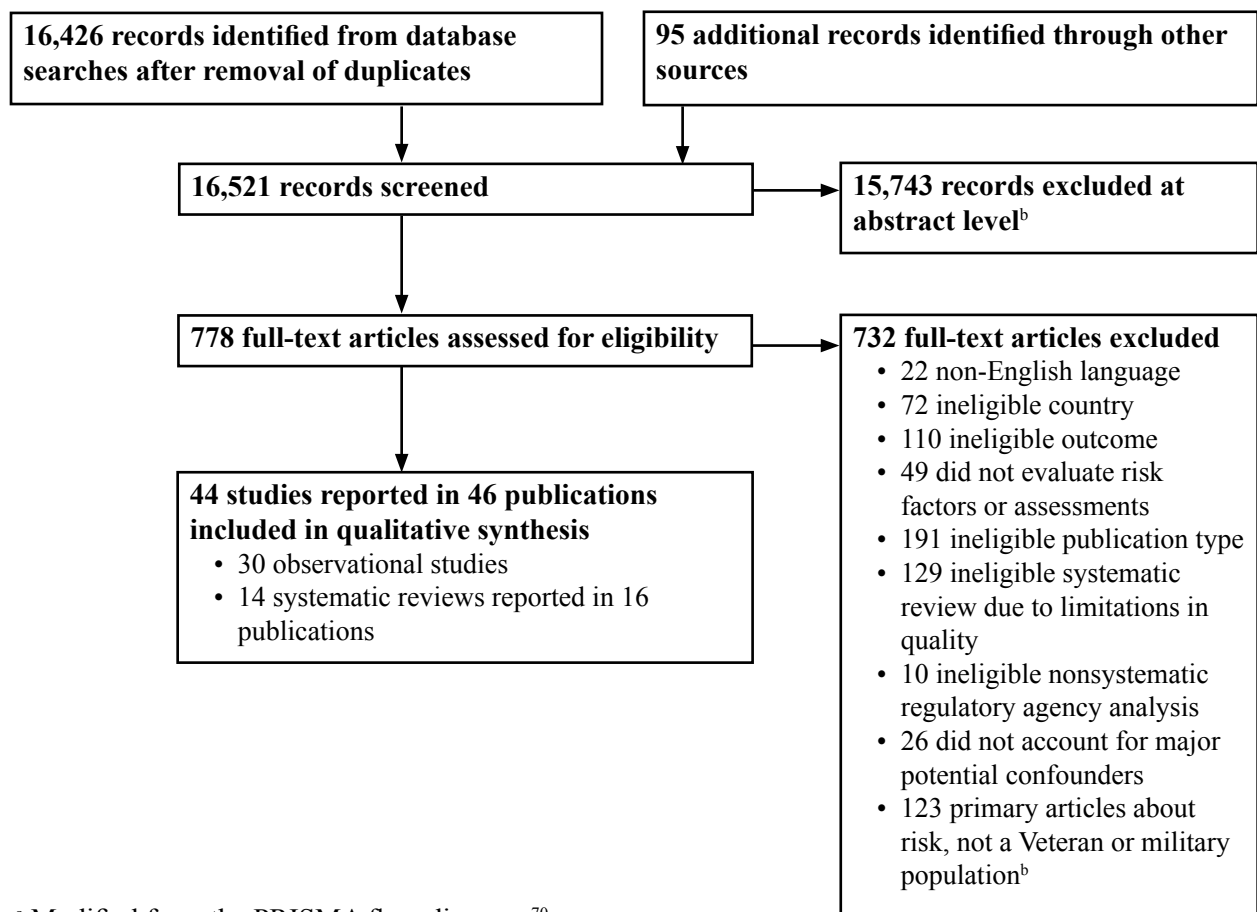 16,426 records identified from database
searches after removal of duplicates
95 additional records identified through other
sources
16,521 records screened
15,743 records excluded at
abstract levelᵇ
778 full-text articles assessed for eligibility
732 full-text articles excluded
• 22 non-English language
• 72 ineligible country
• 110 ineligible outcome
• 49 did not evaluate risk
factors or assessments
• 191 ineligible publication type
• 129 ineligible systematic
review due to limitations in
quality
• 10 ineligible nonsystematic
regulatory agency analysis
• 26 did not account for major
potential confounders
• 123 primary articles about
risk, not a Veteran or military
populationᵇ
44 studies reported in 46 publications
included in qualitative synthesis
• 30 observational studies
• 14 systematic reviews reported in 16
publications